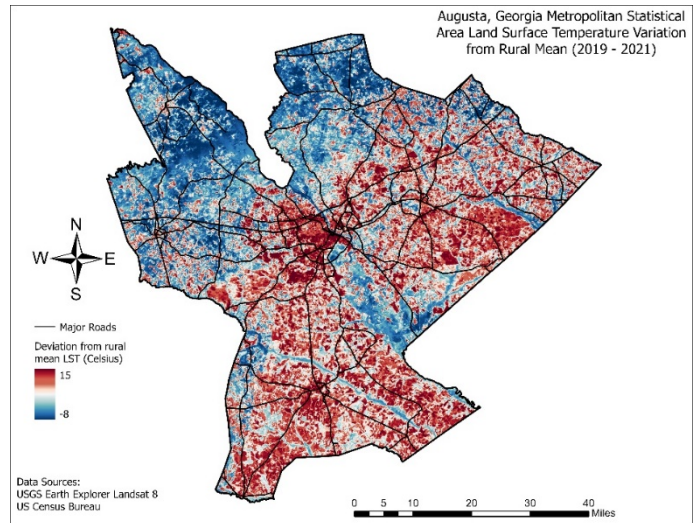 Augusta, Georgia Metropolitan Statistical
Area Land Surface Temperature Variation
from Rural Mean (2019 - 2021)
N
W E
S
Major Roads
Deviation from rural
mean LST (Celsius)
15
-8
Data Sources:
USGS Earth Explorer Landsat 8
US Census Bureau
0 5 10 20 30 40
Miles